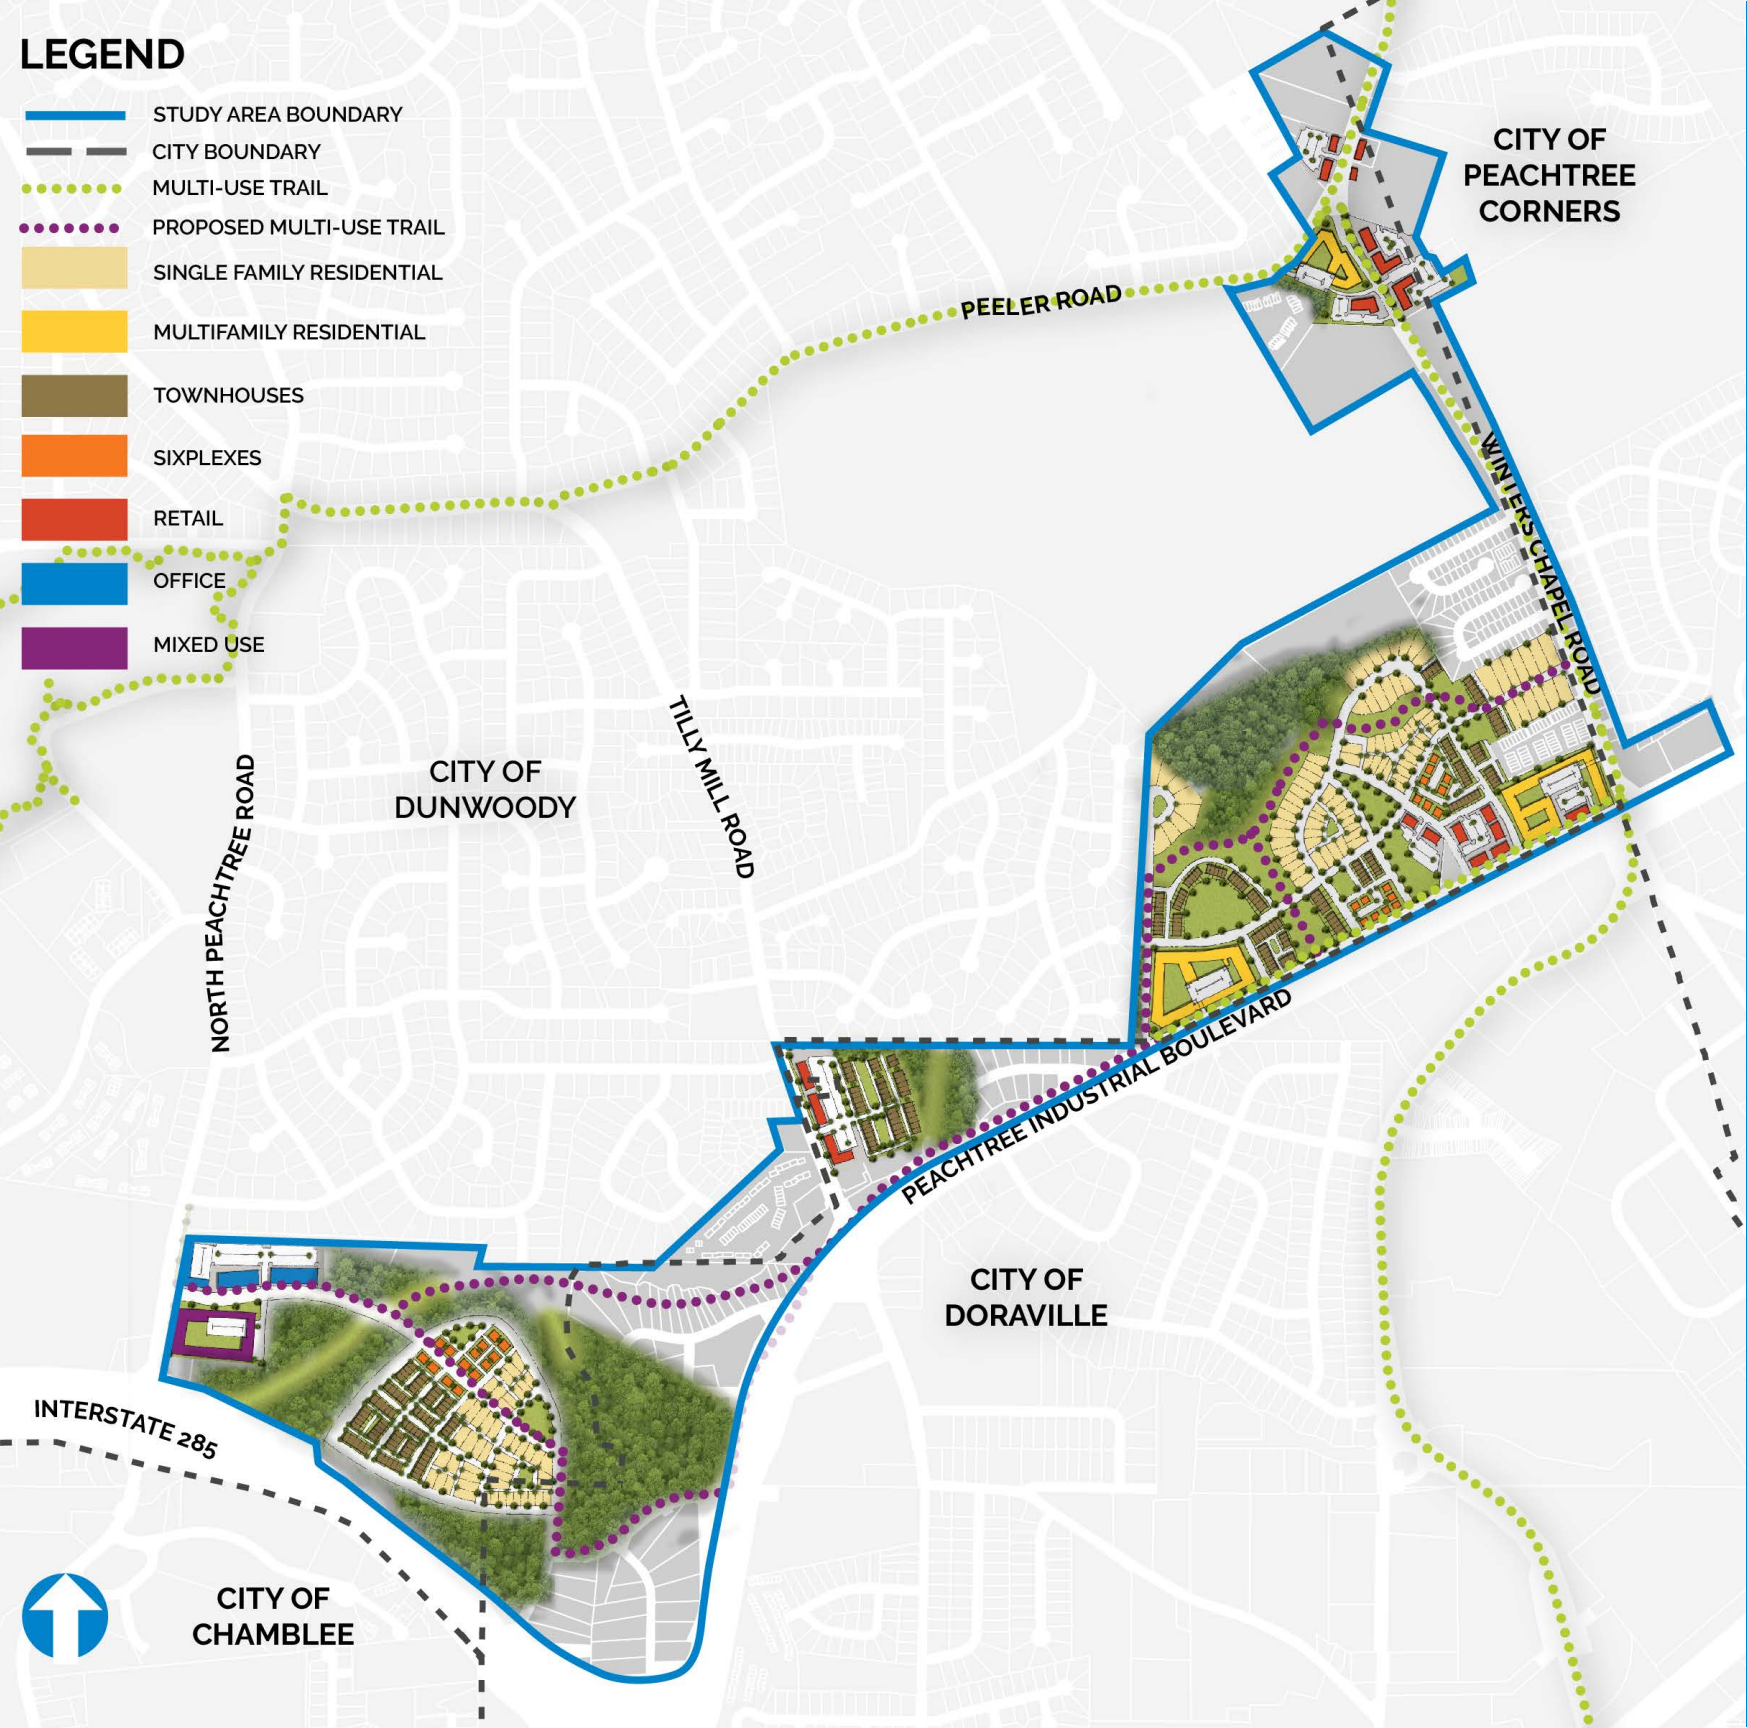 LEGEND
STUDY AREA BOUNDARY
CITY BOUNDARY
MULTI-USE TRAIL
PROPOSED MULTI-USE TRAIL
SINGLE FAMILY RESIDENTIAL
MULTIFAMILY RESIDENTIAL
TOWNHOUSES
SIXPLEXES
RETAIL
OFFICE
MIXED USE
CITY OF
PEACHTREE
CORNERS
PEELER ROAD
WINTERS CHAPEL ROAD
TILLY MILL ROAD
CITY OF
DUNWOODY
NORTH PEACHTREE ROAD
PEACHTREE INDUSTRIAL BOULEVARD
CITY OF
DORAVILLE
INTERSTATE 285
CITY OF
CHAMBLEE